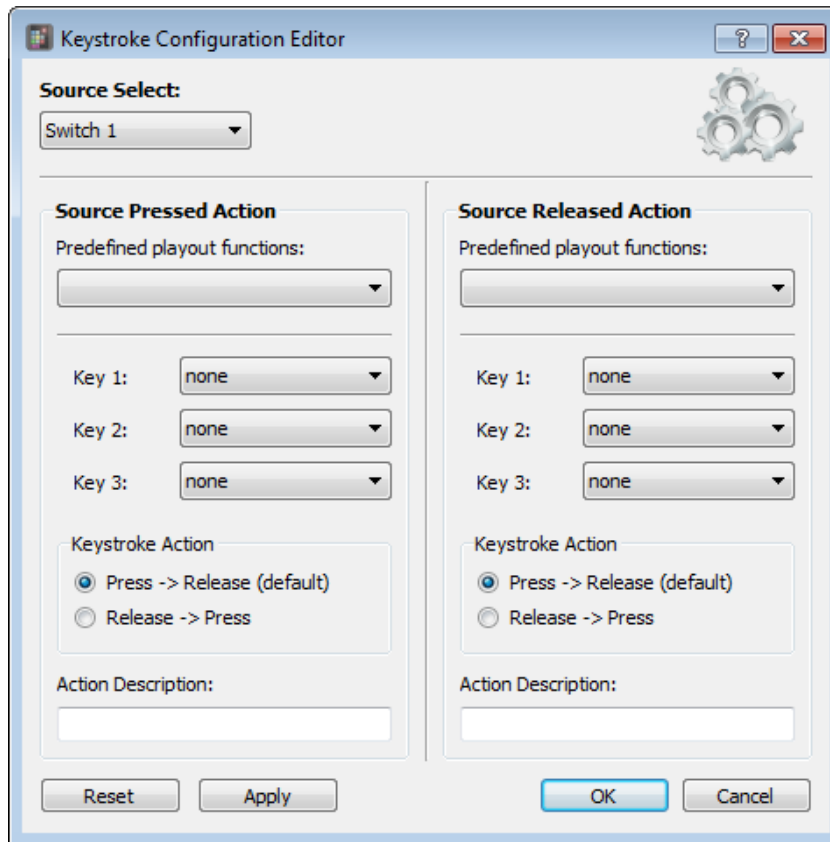 Keystroke Configuration Editor
Source Select:
Switch 1
Source Pressed Action
Predefined playout functions:
Key 1: none
Key 2: none
Key 3: none
Keystroke Action
Press -> Release (default)
Release -> Press
Action Description:
Source Released Action
Predefined playout functions:
Key 1: none
Key 2: none
Key 3: none
Keystroke Action
Press -> Release (default)
Release -> Press
Action Description:
Reset Apply OK Cancel